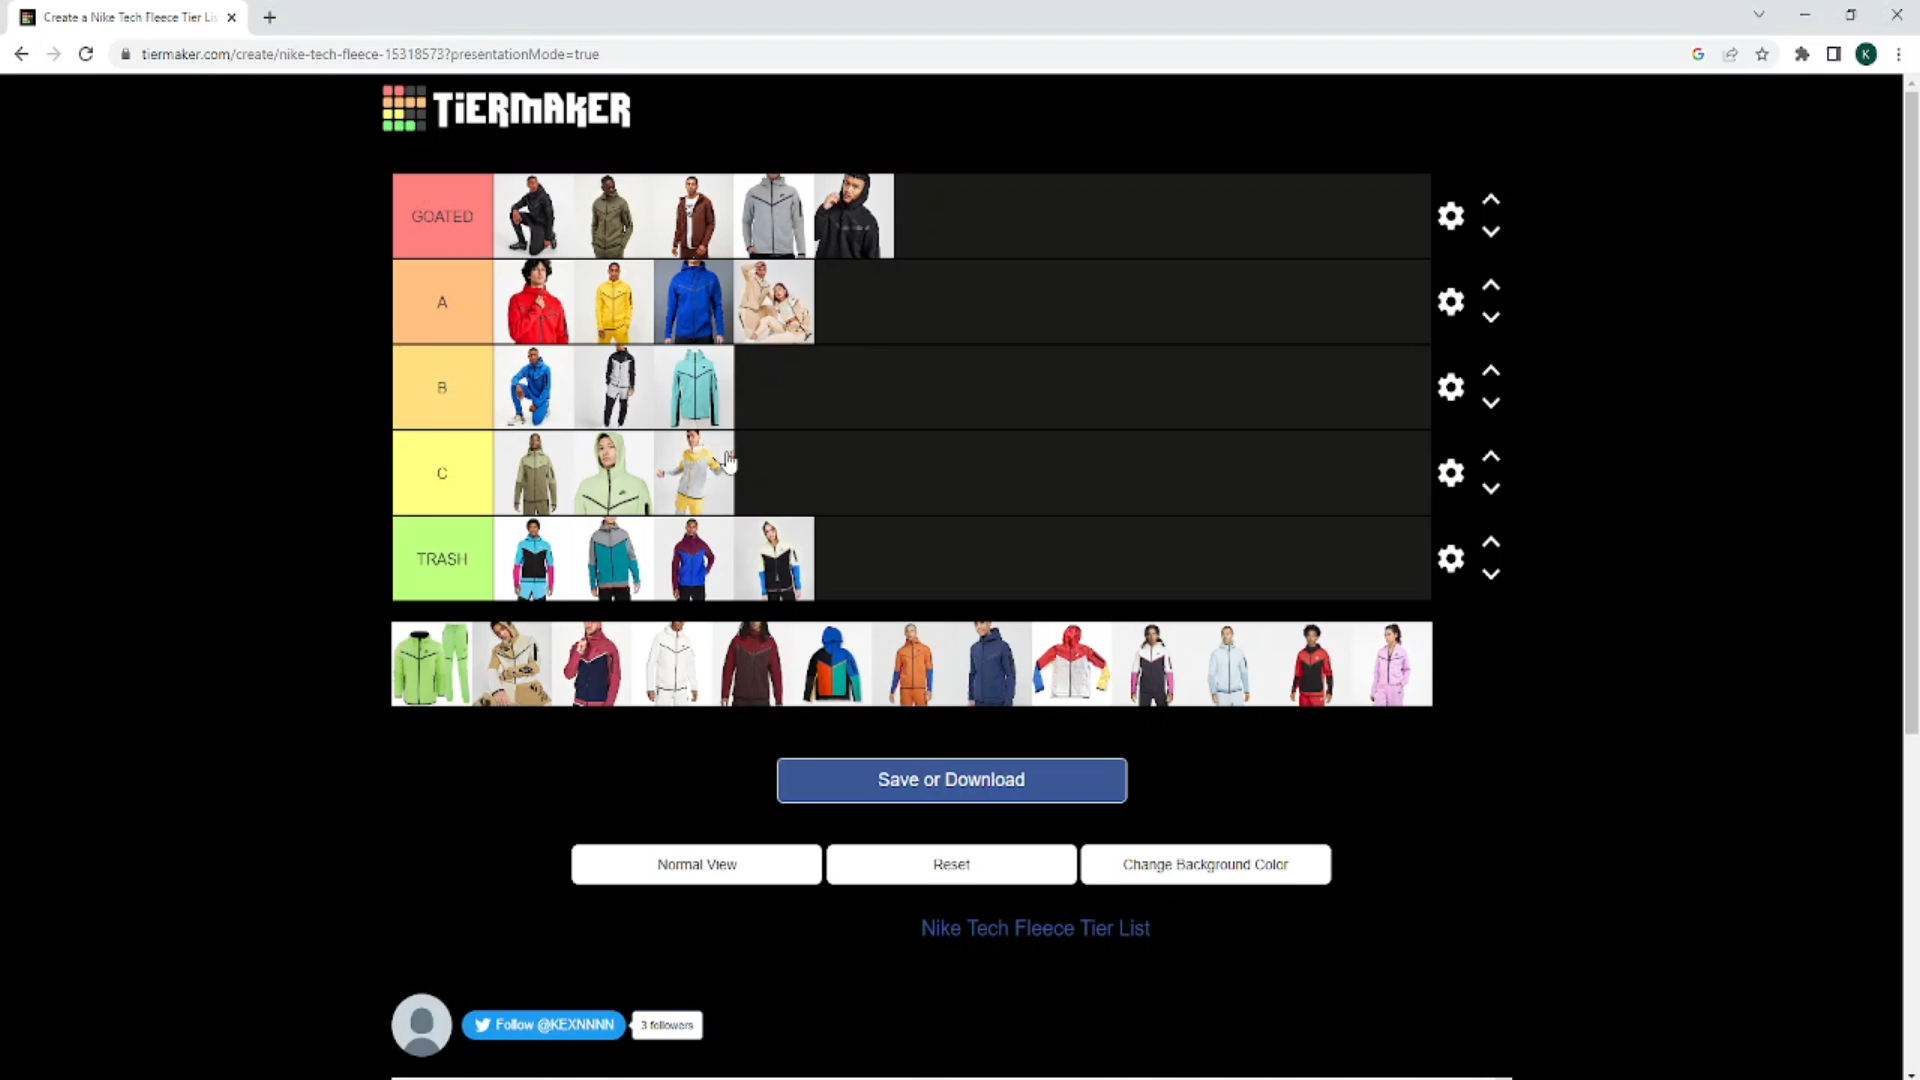 Create a Nike Tech Fleece Tier Lis
tiermaker.com/create/nike-tech-fleece-15318573?presentationMode=true
K
TiERMAKER
GOATED
A
B
C
TRASH
Save or Download
Normal View
Reset
Change Background Color
Nike Tech Fleece Tier List
Follow @KEXNNNN
3 followers